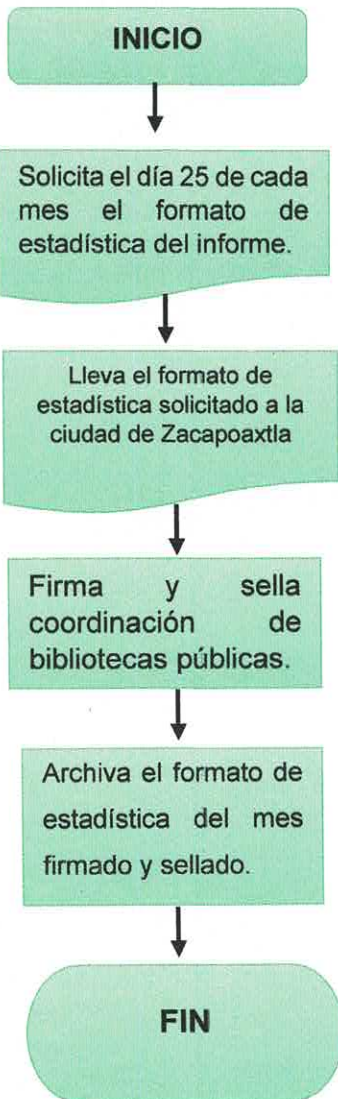 INICIO
Solicita el día 25 de cada
mes el formato de
estadística del informe.
Lleva el formato de
estadística solicitado a la
ciudad de Zacapoaxtla
Firma y sella
coordinación de
bibliotecas públicas.
Archiva el formato de
estadística del mes
firmado y sellado.
FIN